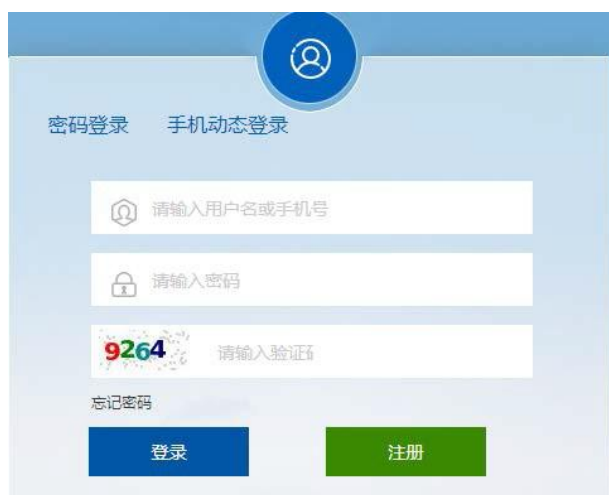 密码登录 手机动态登录
请输入用户名或手机号
请输入密码
9264 请输入验证
忘记密码
登录 注册